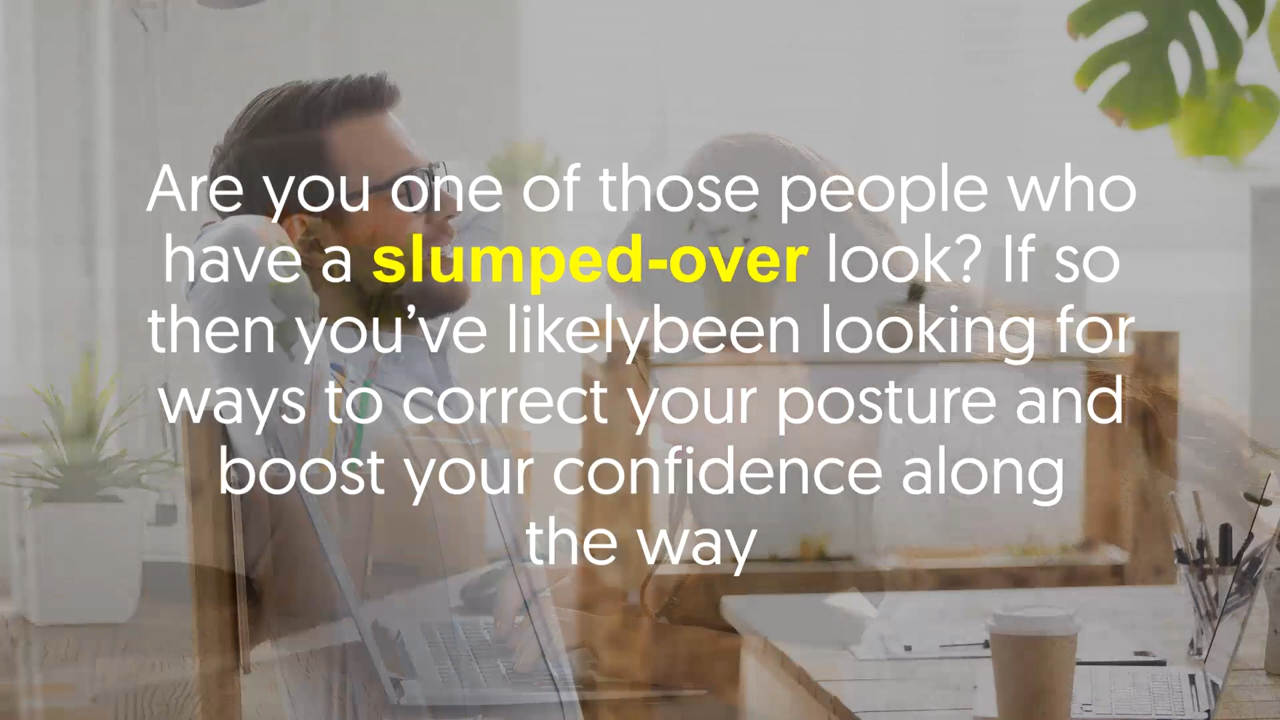 Are you one of those people who
have a slumped-over look? If so
then you’ve likelybeen looking for
ways to correct your posture and
boost your confidence along
the way